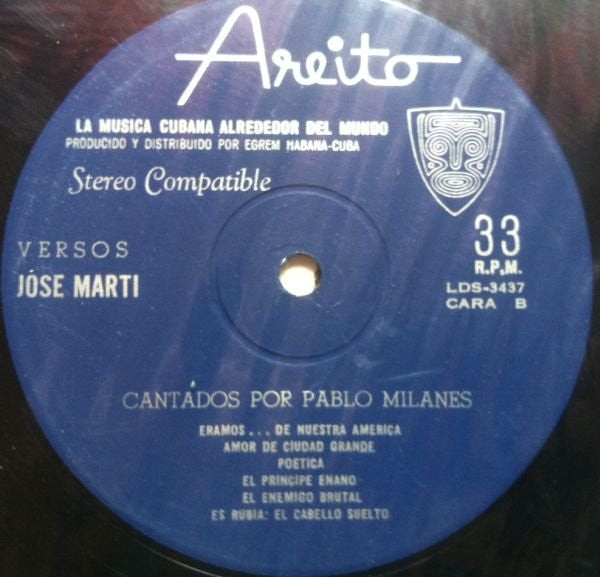 Areito
LA MUSICA CUBANA ALREDEDOR DEL MUNDO
PRODUCIDO Y DISTRIBUIDO POR EGREM HABANA-CUBA
Stereo Compatible
33
R.P.M.
VERSOS
JOSE MARTI
LDS-3437
CARA B
CANTÁDOS POR PABLO MILANES
ERAMOS... DE NUESTRA AMERICA
AMOR DE CIUDAD GRANDE
POETICA
EL PRINCIPE ENANO
EL ENEMIGO BRUTAL
ES RUBIA: EL CABELLO SUELTO